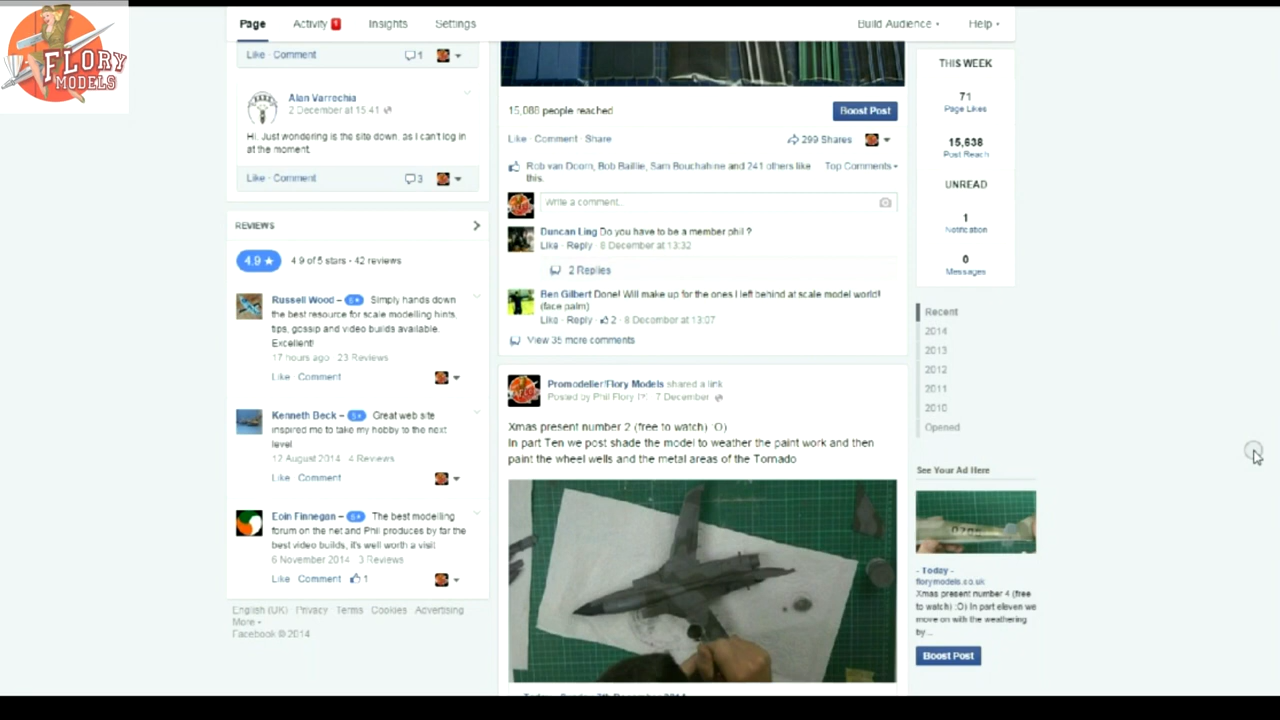 FLORY
MODELS
Page Activity 1 Insights Settings Build Audience Help
Like · Comment 1
Alan Varrechia
2 December at 15:41
Hi. Just wondering is the site down, as I can't log in
at the moment.
Like · Comment 3
REVIEWS
4.9 ★ 4.9 of 5 stars · 42 reviews
Russell Wood – 5★ Simply hands down
the best resource for scale modelling hints,
tips, gossip and video builds available.
Excellent!
17 hours ago · 23 Reviews
Like · Comment
Kenneth Beck – 5★ Great web site
inspired me to take my hobby to the next
level
12 August 2014 · 4 Reviews
Like · Comment
Eoin Finnegan – 5★ The best modelling
forum on the net and Phil produces by far the
best video builds, it's well worth a visit
6 November 2014 · 3 Reviews
Like · Comment 1
English (UK) · Privacy · Terms · Cookies · Advertising
More
Facebook © 2014
15,088 people reached
Boost Post
Like · Comment · Share 299 Shares
Rob van Doorn, Bob Baillie, Sam Bouchahine and 241 others like
this.
Top Comments
Write a comment...
Duncan Ling Do you have to be a member phil ?
Like · Reply · 8 December at 13:32
2 Replies
Ben Gilbert Done! Will make up for the ones I left behind at scale model world!
(face palm)
Like · Reply · 2 · 8 December at 13:07
View 35 more comments
Promodeller/Flory Models shared a link
Posted by Phil Flory [?] · 7 December
Xmas present number 2 (free to watch) :O)
In part Ten we post shade the model to weather the paint work and then
paint the wheel wells and the metal areas of the Tornado
THIS WEEK
71
Page Likes
15,638
Post Reach
UNREAD
1
Notification
0
Messages
Recent
2014
2013
2012
2011
2010
Opened
See Your Ad Here
- Today -
florymodels.co.uk
Xmas present number 4 (free
to watch) :O) In part eleven we
move on with the weathering
by...
Boost Post